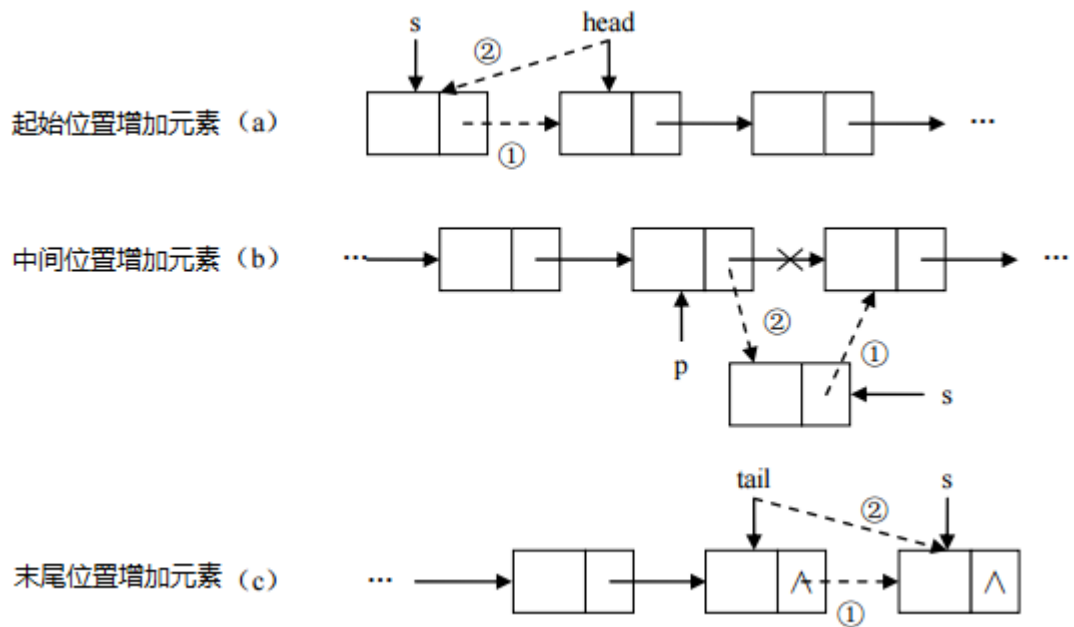 s
head
②
起始位置增加元素（a）
①
...
中间位置增加元素（b）
...
...
②
①
p
s
tail
s
②
末尾位置增加元素（c）
...
∧
∧
①